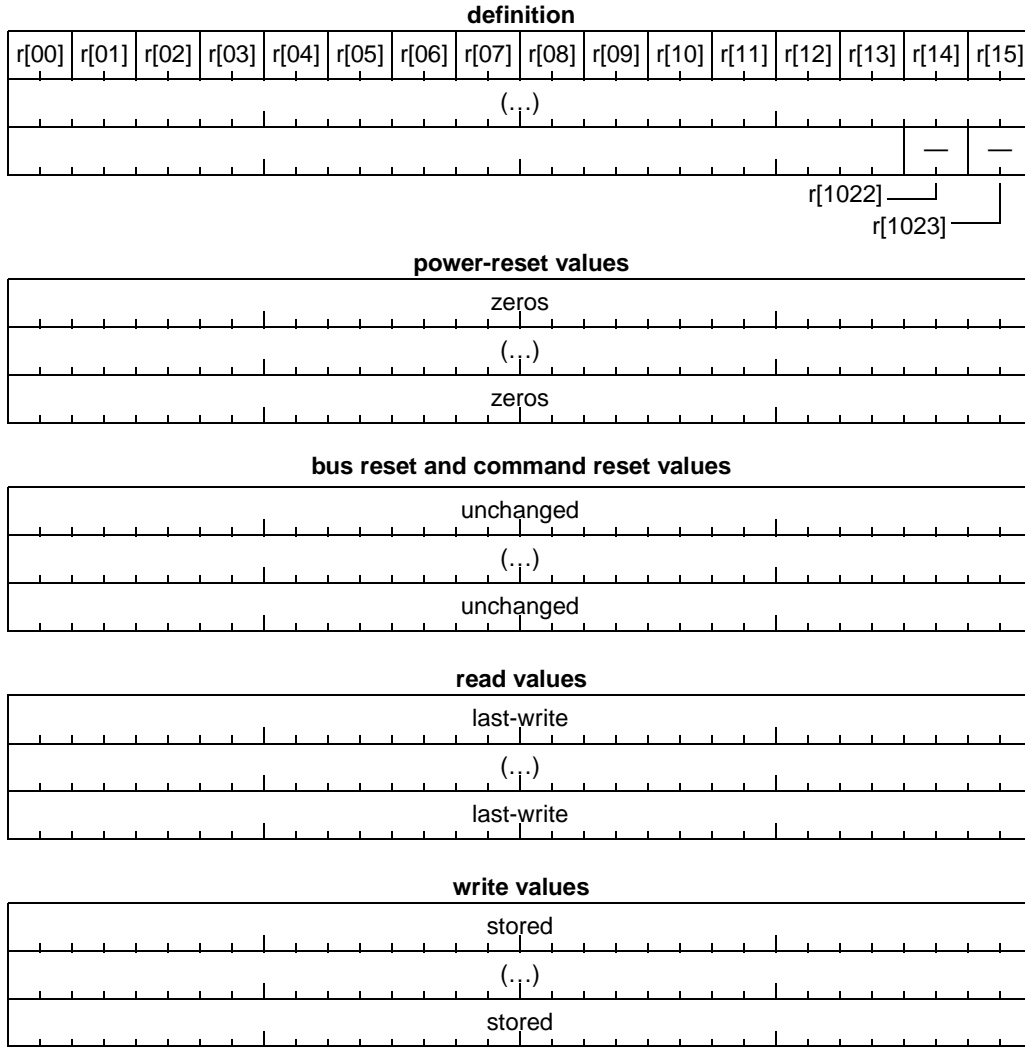 definition
r[00] r[01] r[02] r[03] r[04] r[05] r[06] r[07] r[08] r[09] r[10] r[11] r[12] r[13] r[14] r[15]
(…)
— —
r[1022]
r[1023]
power-reset values
zeros
(…)
zeros
bus reset and command reset values
unchanged
(…)
unchanged
read values
last-write
(…)
last-write
write values
stored
(…)
stored